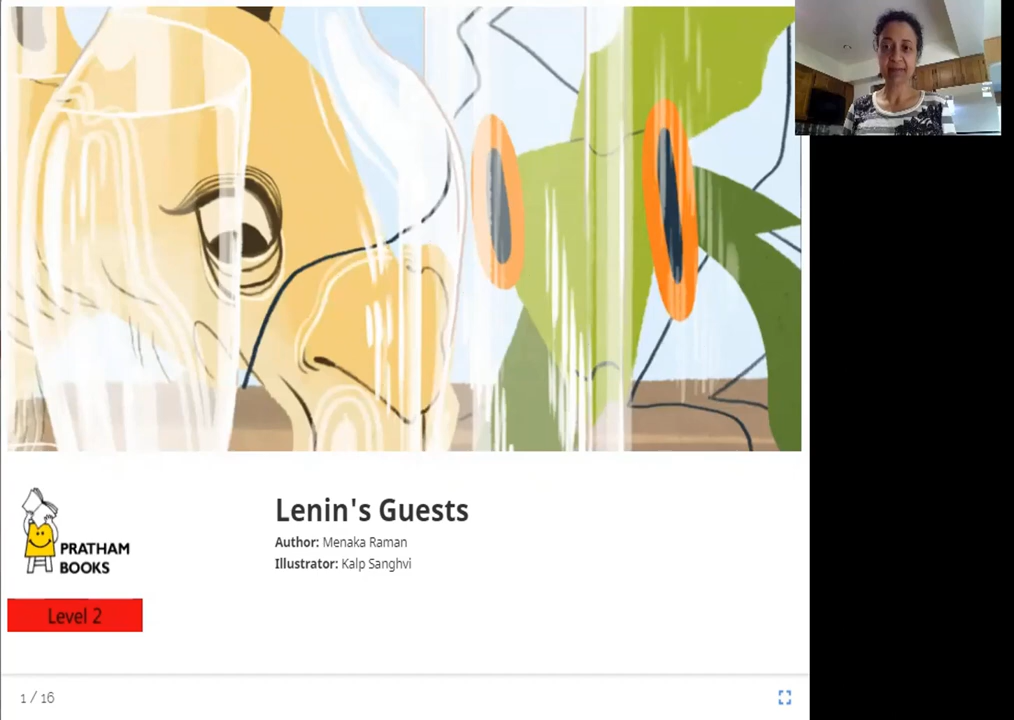 Lenin's Guests
Author: Menaka Raman
Illustrator: Kalp Sanghvi
PRATHAM
BOOKS
Level 2
1 / 16